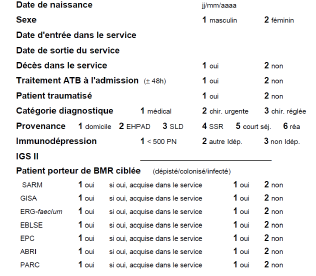 Date de naissance jj/mm/aaaa
Sexe 1 masculin 2 féminin
Date d'entrée dans le service
Date de sortie du service
Décès dans le service 1 oui 2 non
Traitement ATB à l'admission (± 48h) 1 oui 2 non
Patient traumatisé 1 oui 2 non
Catégorie diagnostique 1 médical 2 chir. urgente 3 chir. réglée
Provenance 1 domicile 2 EHPAD 3 SLD 4 SSR 5 court séj. 6 réa
Immunodépression 1 < 500 PN 2 autre Idép. 3 non Idép.
IGS II
Patient porteur de BMR ciblée (dépisté/colonisé/infecté)
SARM 1 oui si oui, acquise dans le service 1 oui 2 non
GISA 1 oui si oui, acquise dans le service 1 oui 2 non
ERG-faecium 1 oui si oui, acquise dans le service 1 oui 2 non
EBLSE 1 oui si oui, acquise dans le service 1 oui 2 non
EPC 1 oui si oui, acquise dans le service 1 oui 2 non
ABRI 1 oui si oui, acquise dans le service 1 oui 2 non
PARC 1 oui si oui, acquise dans le service 1 oui 2 non